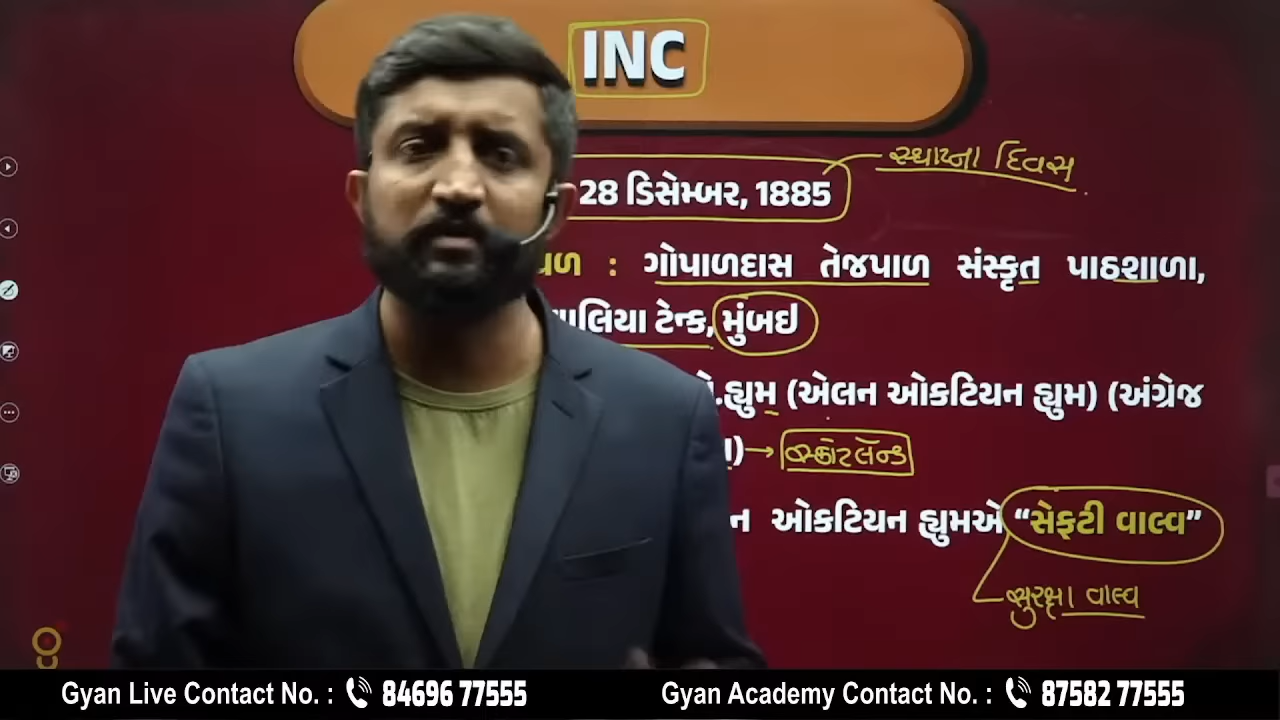 INC
સ્થાપના દિવસ
28 ડિસેમ્બર, 1885
ગોપાળદાસ તેજપાળ સંસ્કૃત પાઠશાળા,
ટેન્ક, મુંબઇ
હ્યુમ (એલન ઓકટિયન હ્યુમ) (અંગ્રેજ
સ્કોટલૅન્ડ
ઓકટિયન હ્યુમએ “સેફટી વાલ્વ”
સુરક્ષા વાલ્વ
Gyan Live Contact No. : 84696 77555
Gyan Academy Contact No. : 87582 77555